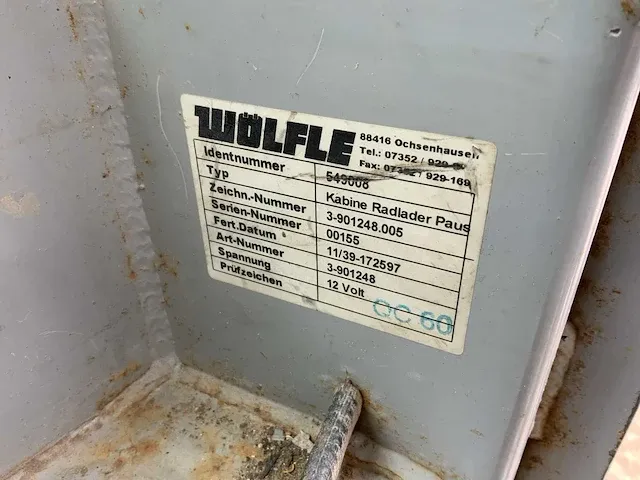 WÖLFLE
88416 Ochsenhausen
Tel.: 07352 / 929-
Fax: 07352 / 929-169
Identnummer 549008
Typ Kabine Radlader Paus
Zeichn.-Nummer 3-901248.005
Serien-Nummer 00155
Fert.Datum 11/39-172597
Art-Nummer 3-901248
Spannung 12 Volt
Prüfzeichen QC 60